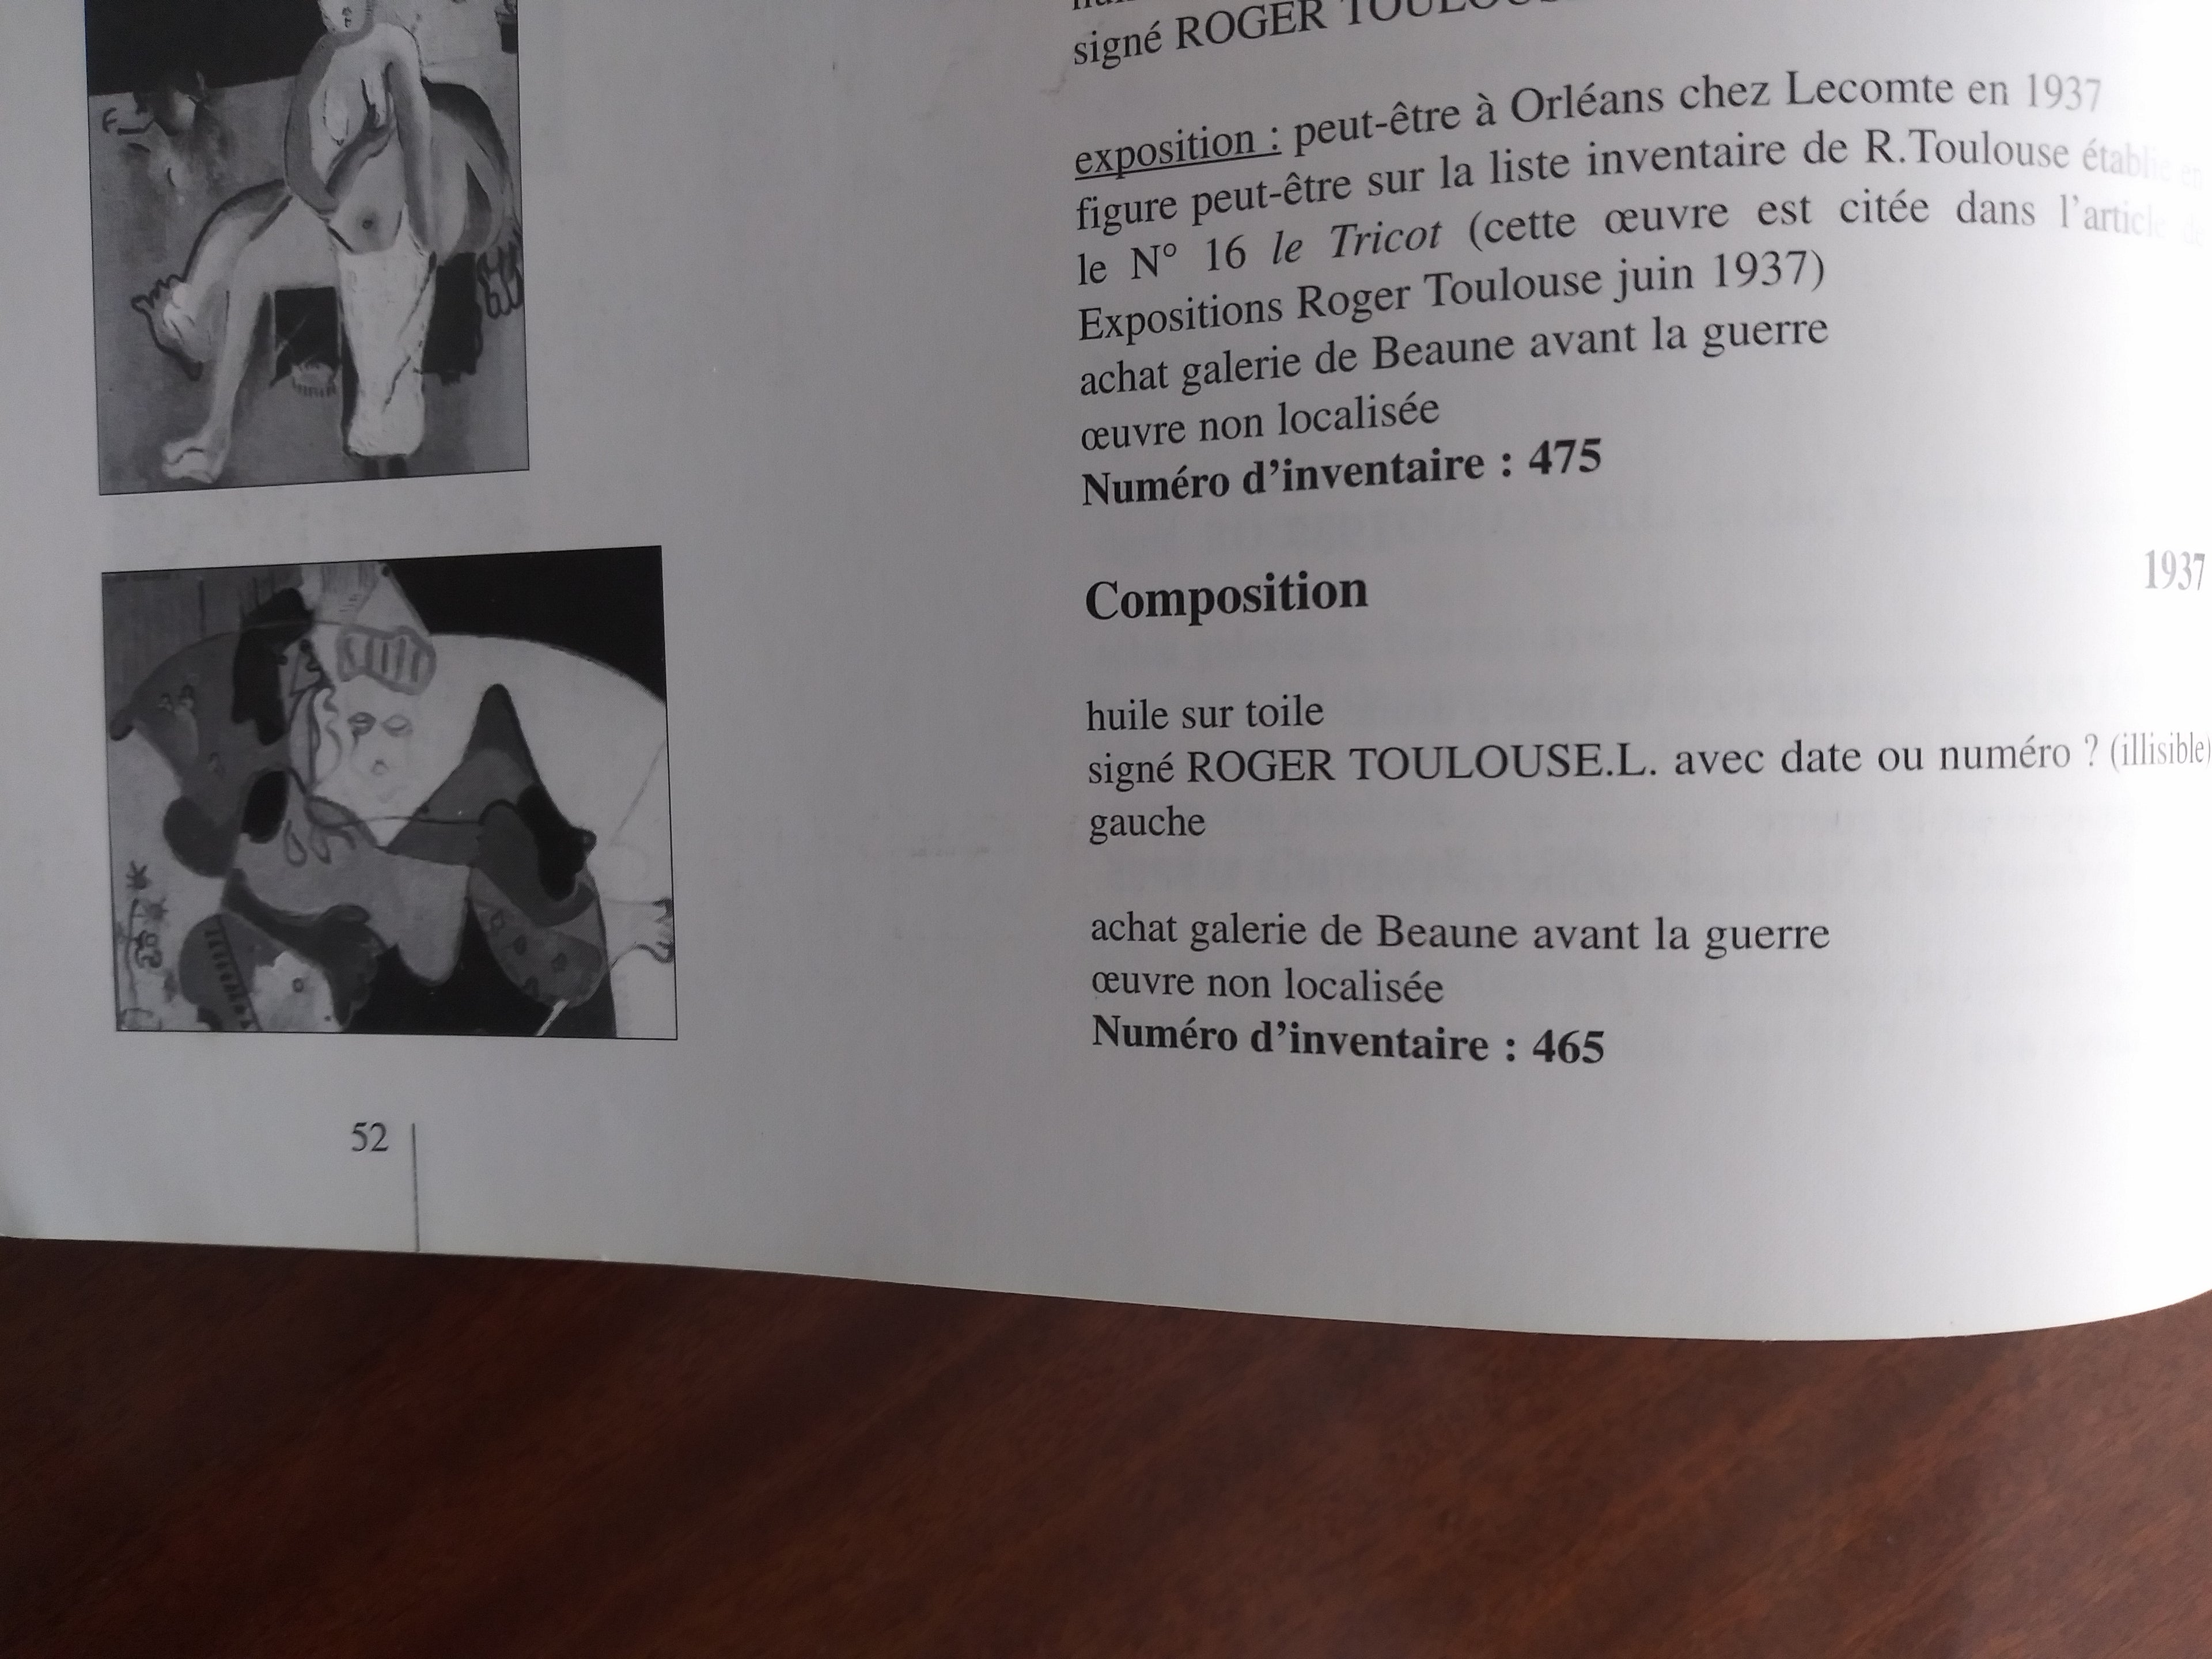 signé ROGER
exposition : peut-être à Orléans chez Lecomte en 1937
figure peut-être sur la liste inventaire de R.Toulouse établie en
le N° 16 le Tricot (cette œuvre est citée dans l'article de
Expositions Roger Toulouse juin 1937)
achat galerie de Beaune avant la guerre
œuvre non localisée
Numéro d'inventaire : 475
Composition 1937
huile sur toile
signé ROGER TOULOUSE.L. avec date ou numéro ? (illisible)
gauche
achat galerie de Beaune avant la guerre
œuvre non localisée
Numéro d'inventaire : 465
52